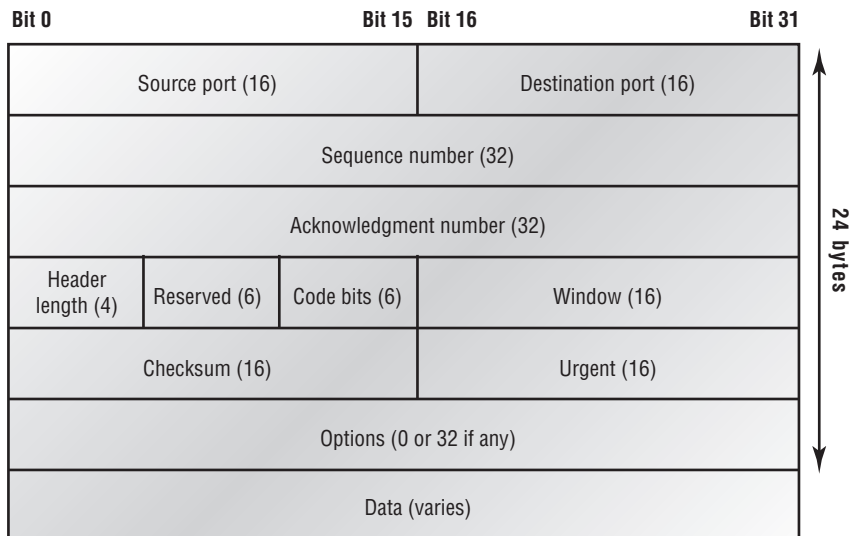 Bit 0 Bit 15 Bit 16 Bit 31
Source port (16) Destination port (16)
Sequence number (32)
Acknowledgment number (32)
Header
length (4) Reserved (6) Code bits (6) Window (16)
Checksum (16) Urgent (16)
Options (0 or 32 if any)
Data (varies)
24 bytes